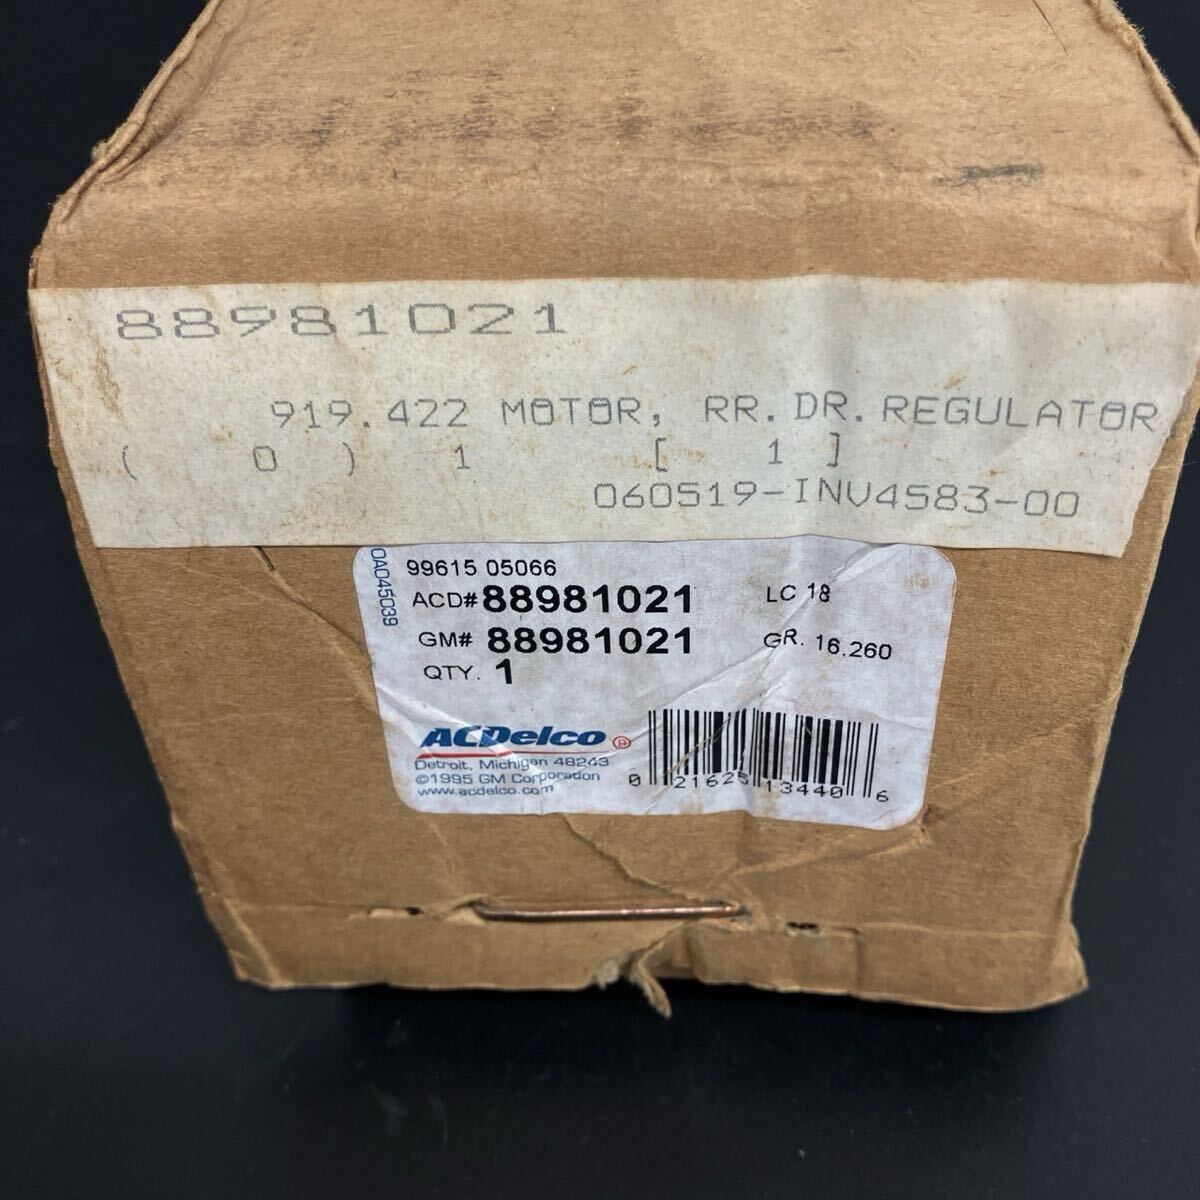 88981021
919.422 MOTOR, RR.DR.REGULATOR,
( 0 ) 1 [ 1 ]
060519-INV4583-00
0A045039
99615 05066
ACD# 88981021 LC 18
GM# 88981021 GR. 16.260
QTY. 1
ACDelco ®
Detroit, Michigan 48243
©1995 GM Corporation
www.acdelco.com
0 21625 13440 6